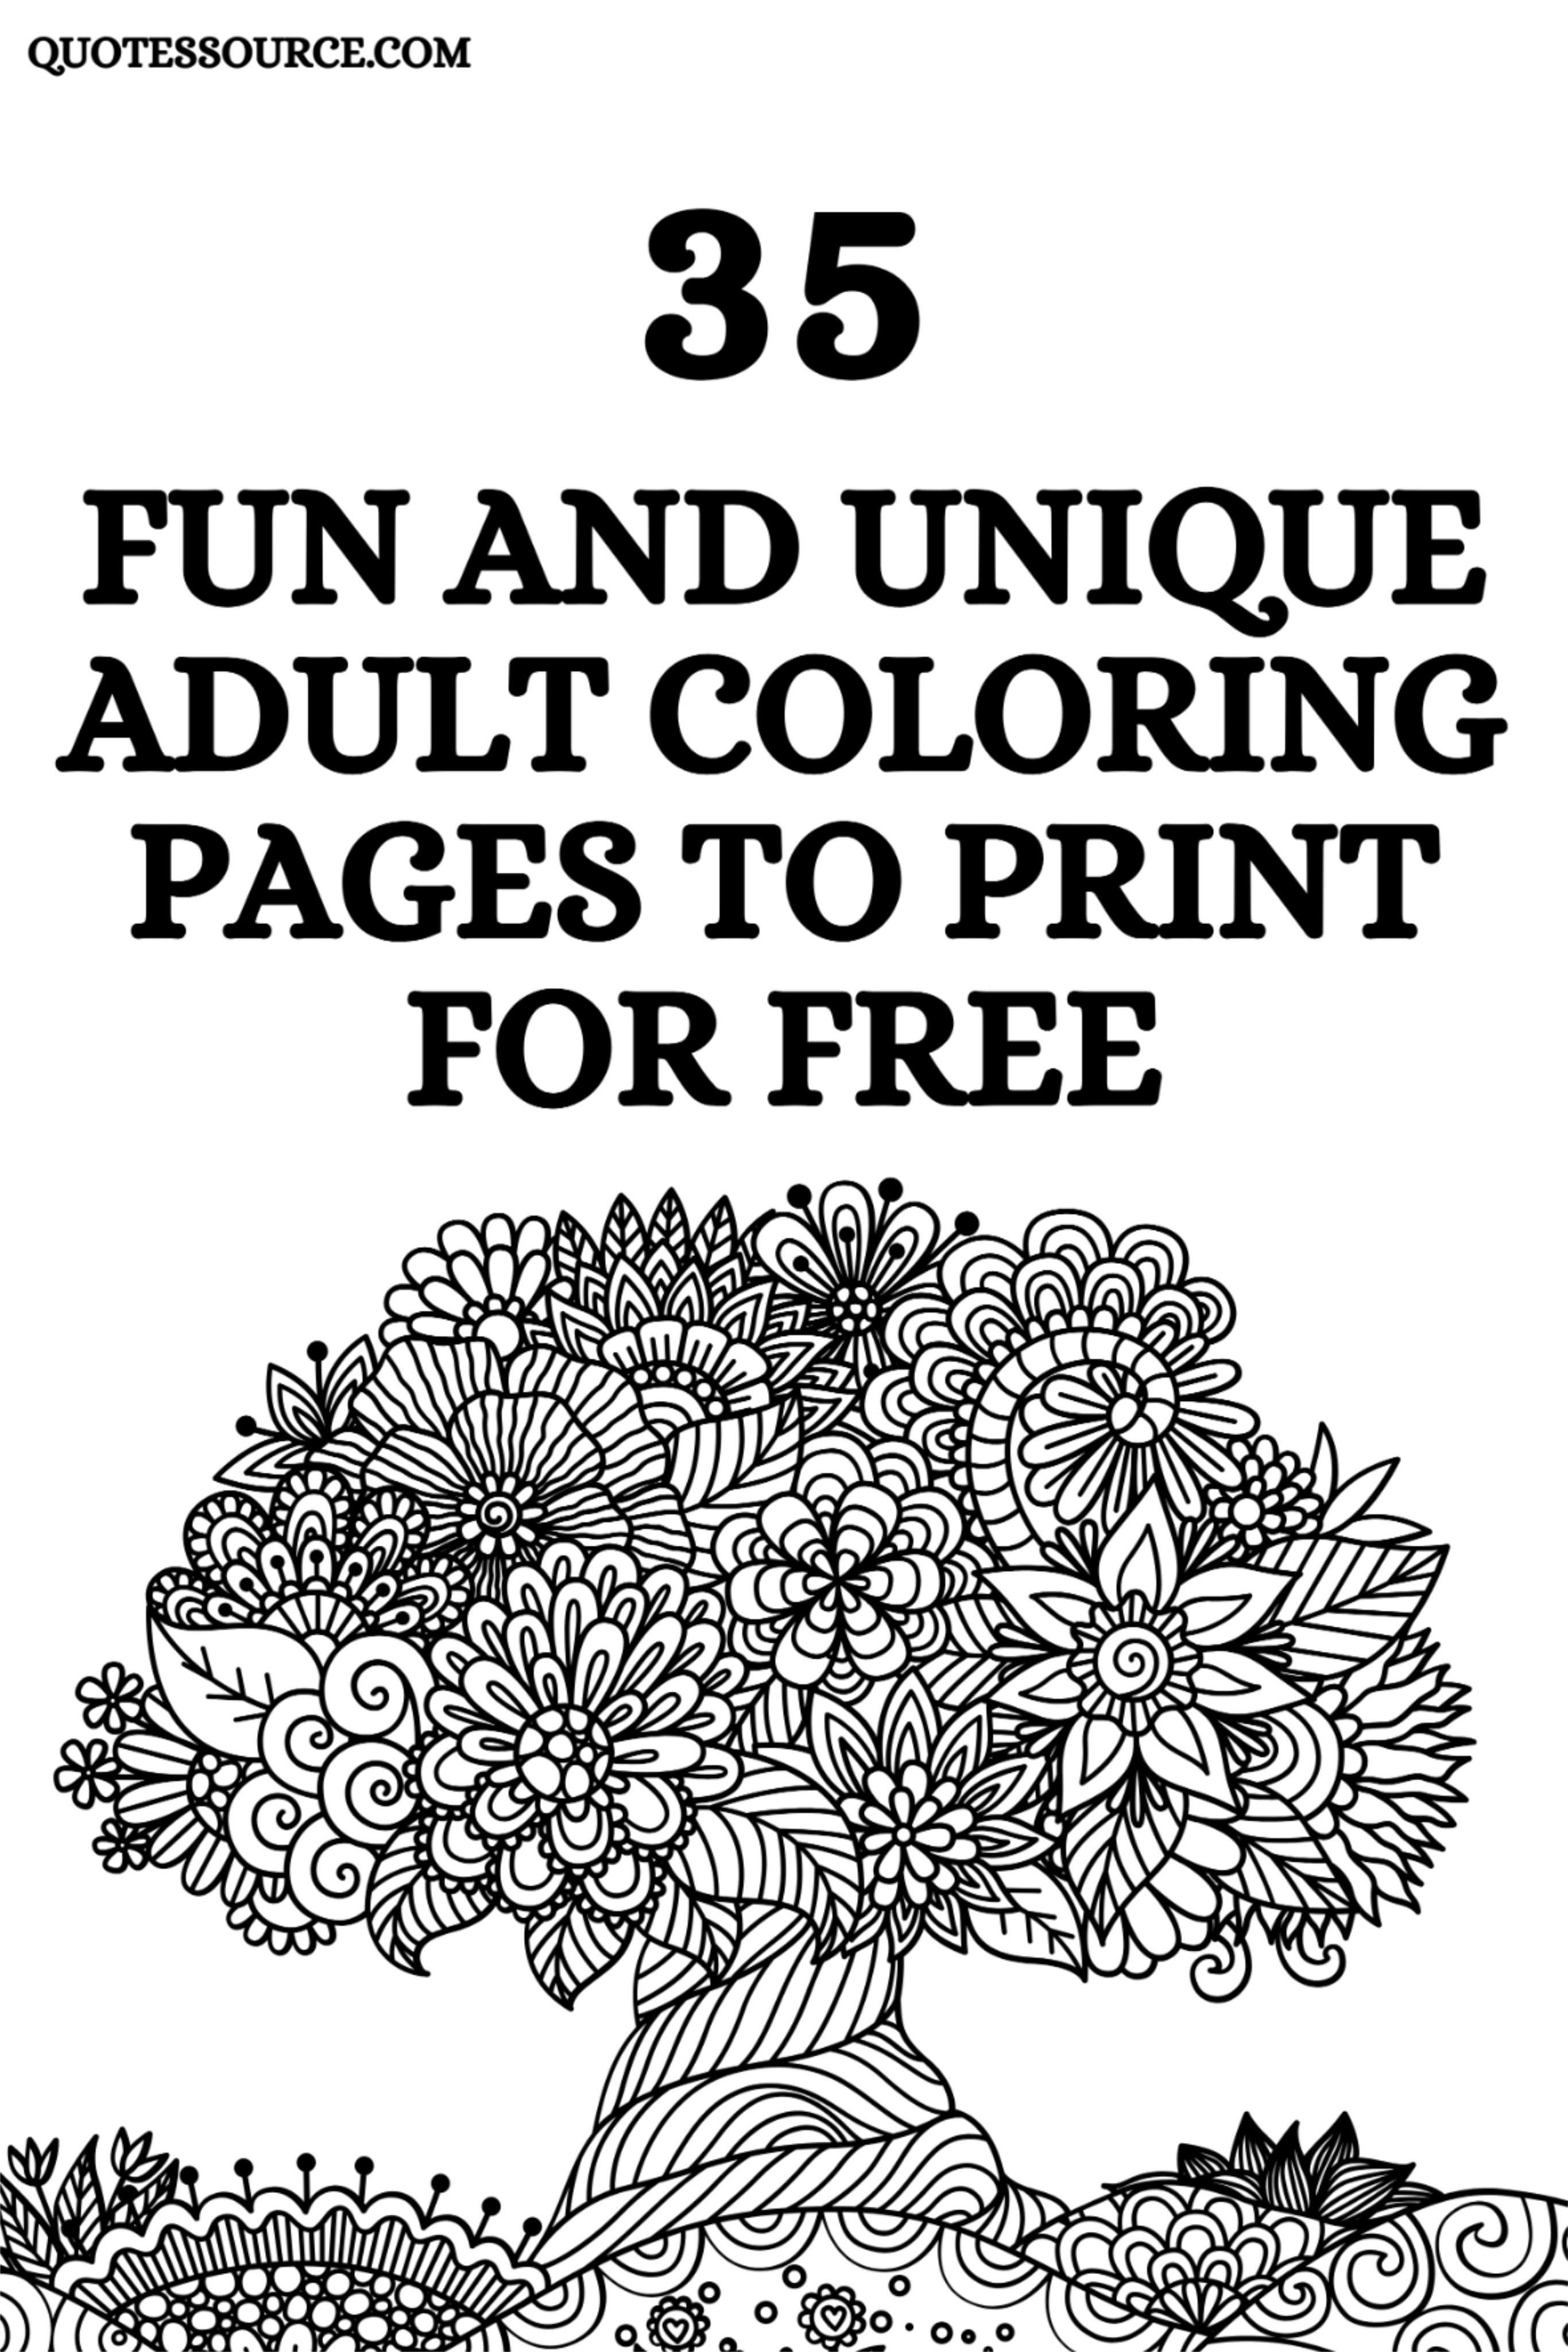 QUOTESSOURCE.COM
35
FUN AND UNIQUE
ADULT COLORING
PAGES TO PRINT
FOR FREE